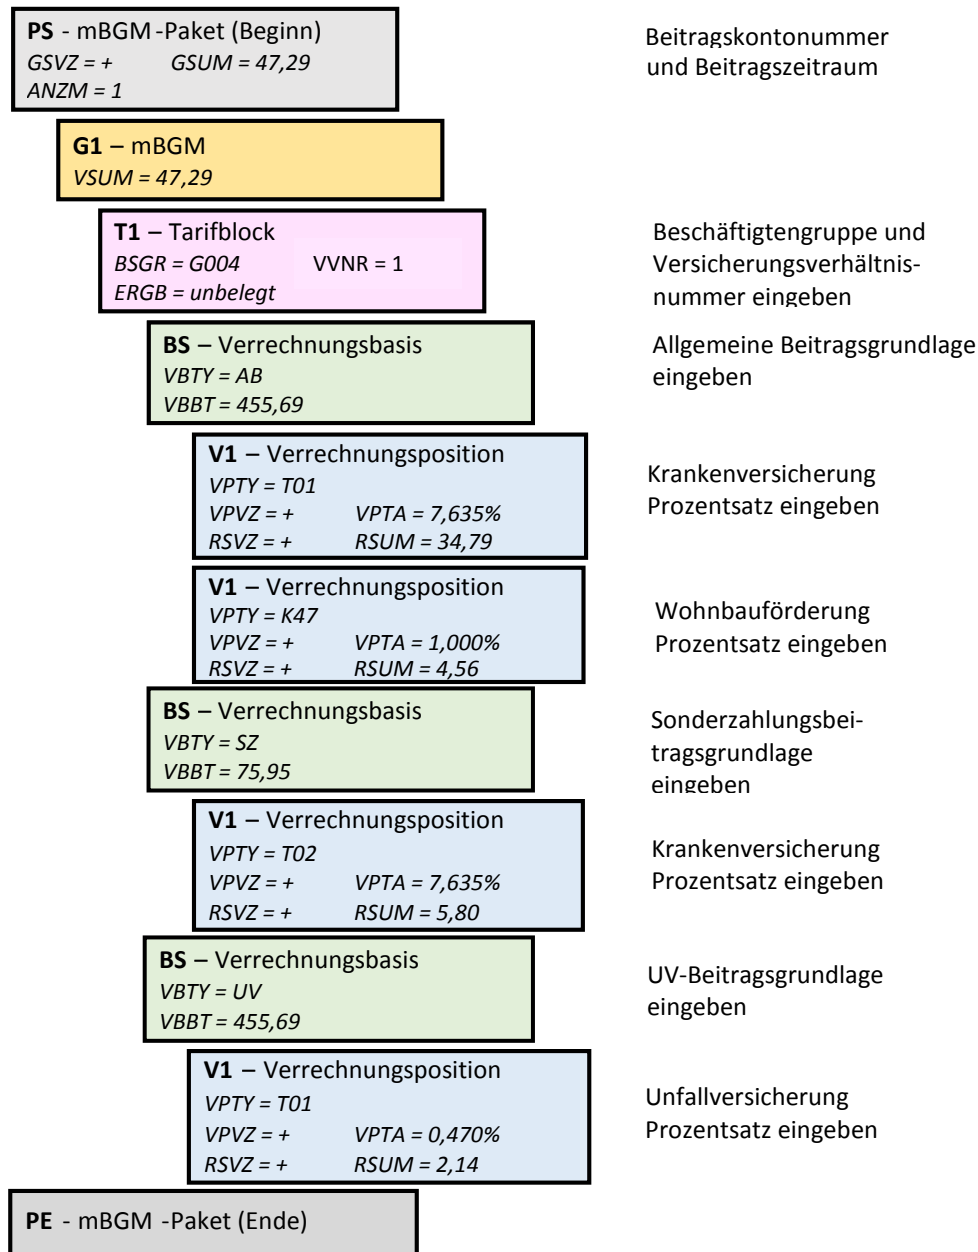 PS - mBGM -Paket (Beginn)
GSVZ = + GSUM = 47,29
ANZM = 1
Beitragskontonummer
und Beitragszeitraum
G1 – mBGM
VSUM = 47,29
T1 – Tarifblock
BSGR = G004 VVNR = 1
ERGB = unbelegt
Beschäftigtengruppe und
Versicherungsverhältnis-
nummer eingeben
BS – Verrechnungsbasis
VBTY = AB
VBBT = 455,69
Allgemeine Beitragsgrundlage
eingeben
V1 – Verrechnungsposition
VPTY = T01
VPVZ = + VPTA = 7,635%
RSVZ = + RSUM = 34,79
Krankenversicherung
Prozentsatz eingeben
V1 – Verrechnungsposition
VPTY = K47
VPVZ = + VPTA = 1,000%
RSVZ = + RSUM = 4,56
Wohnbauförderung
Prozentsatz eingeben
BS – Verrechnungsbasis
VBTY = SZ
VBBT = 75,95
Sonderzahlungsbei-
tragsgrundlage
eingeben
V1 – Verrechnungsposition
VPTY = T02
VPVZ = + VPTA = 7,635%
RSVZ = + RSUM = 5,80
Krankenversicherung
Prozentsatz eingeben
BS – Verrechnungsbasis
VBTY = UV
VBBT = 455,69
UV-Beitragsgrundlage
eingeben
V1 – Verrechnungsposition
VPTY = T01
VPVZ = + VPTA = 0,470%
RSVZ = + RSUM = 2,14
Unfallversicherung
Prozentsatz eingeben
PE - mBGM -Paket (Ende)